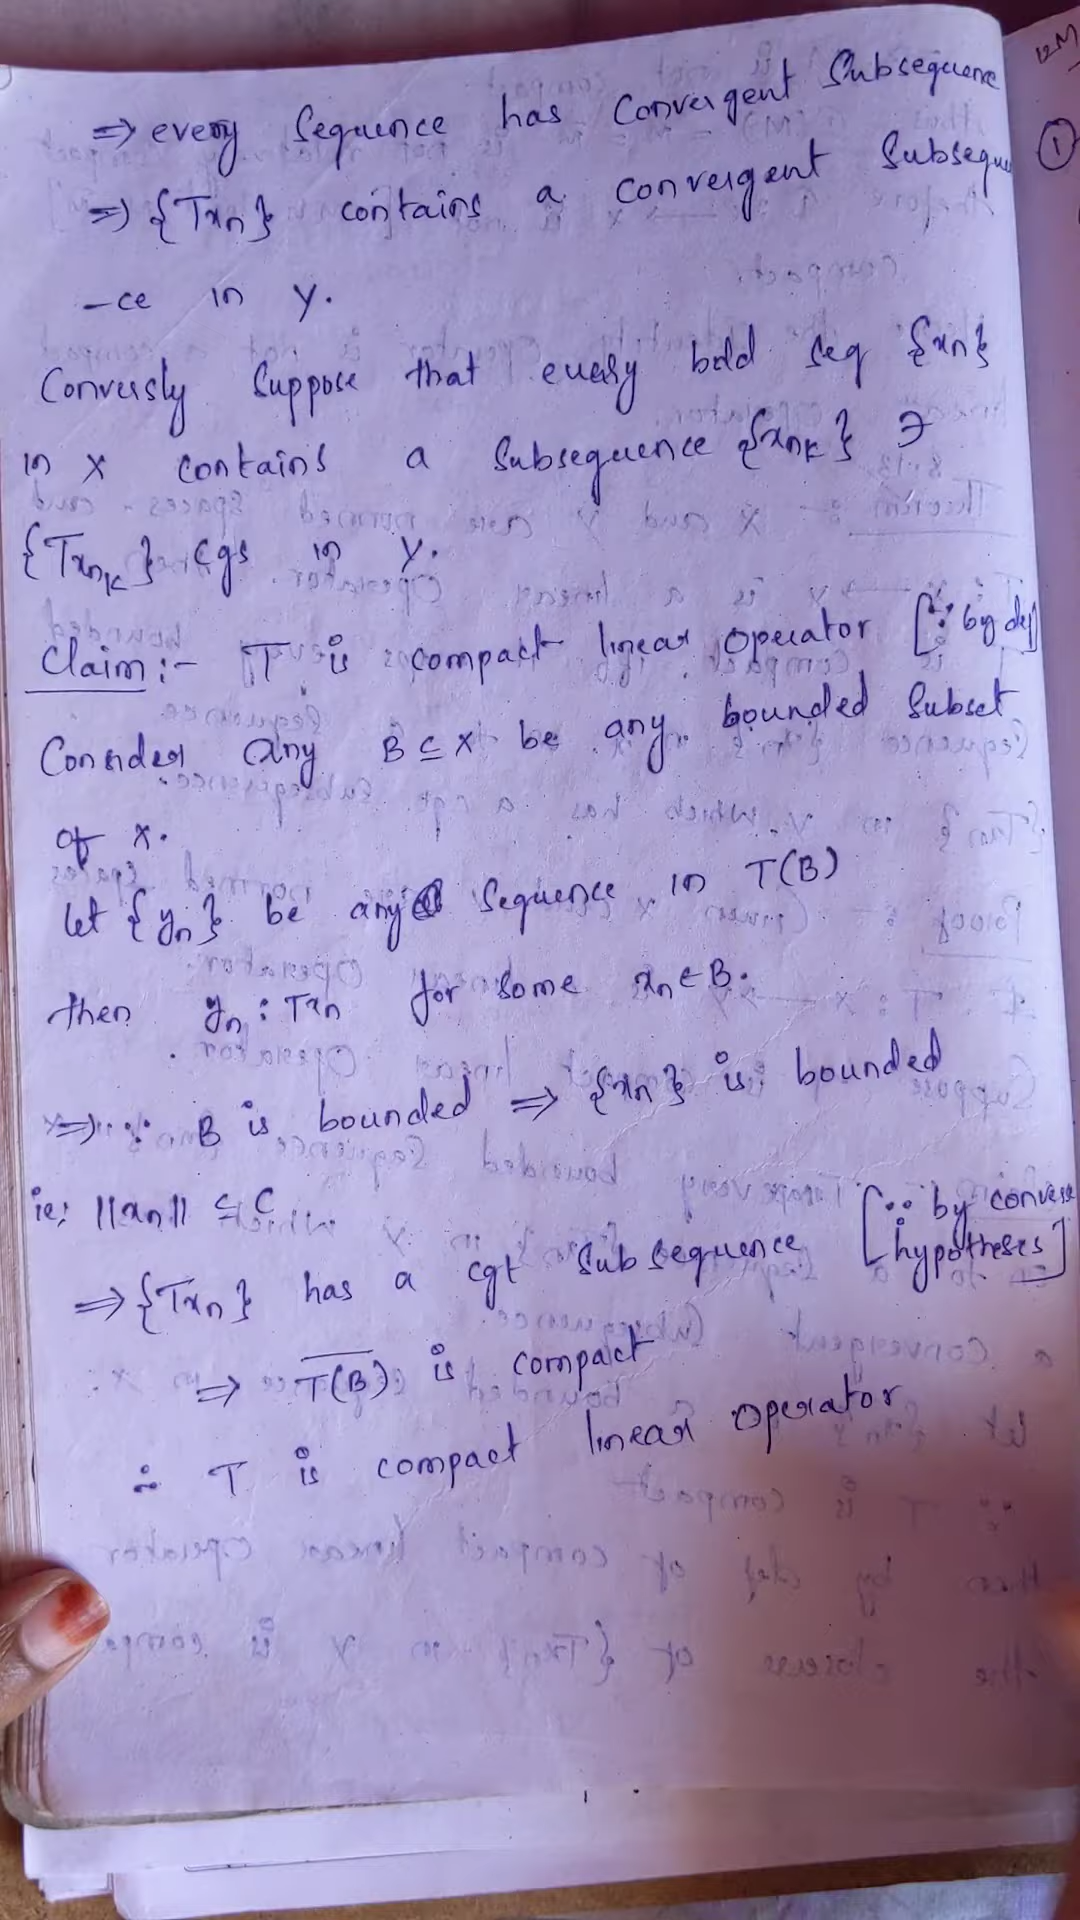 ⇒ every sequence has convergent subsequence
⇒ {Txₙ} contains a convergent subseque
-ce in Y.
Conversly suppose that every bdd seq {xₙ}
in X contains a subsequence {xₙₖ} ∋
{Txₙₖ} cgs in Y.
Claim :- T is compact linear operator [∵ by def]
Consider any B ⊆ X be any bounded subset
of X.
let {yₙ} be any sequence in T(B)
then yₙ : Txₙ for some xₙ ∈ B.
⇒ ∵ B is bounded ⇒ {xₙ} is bounded
ie; ||xₙ|| ≤ C
⇒ {Txₙ} has a cgt subsequence [∵ by converse
hypotheses]
⇒ T̅(̅B̅)̅ is compact
∴ T is compact linear operator
12M
①